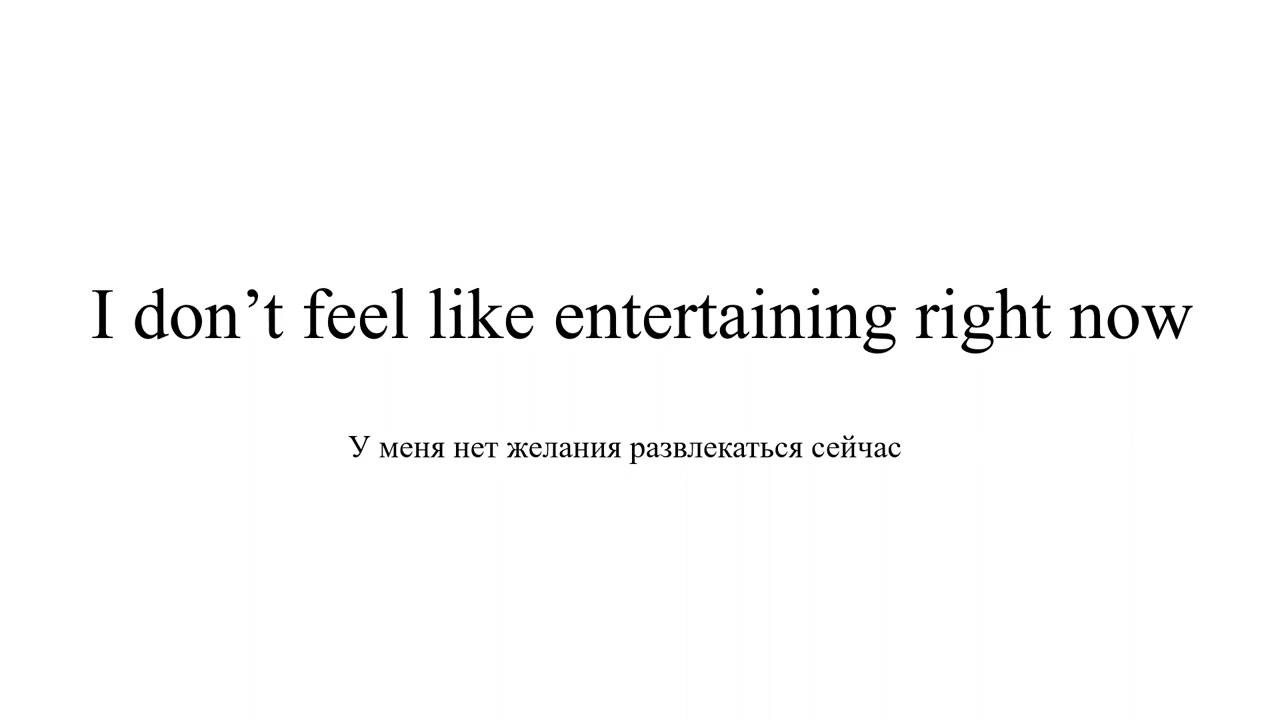 I don’t feel like entertaining right now
У меня нет желания развлекаться сейчас